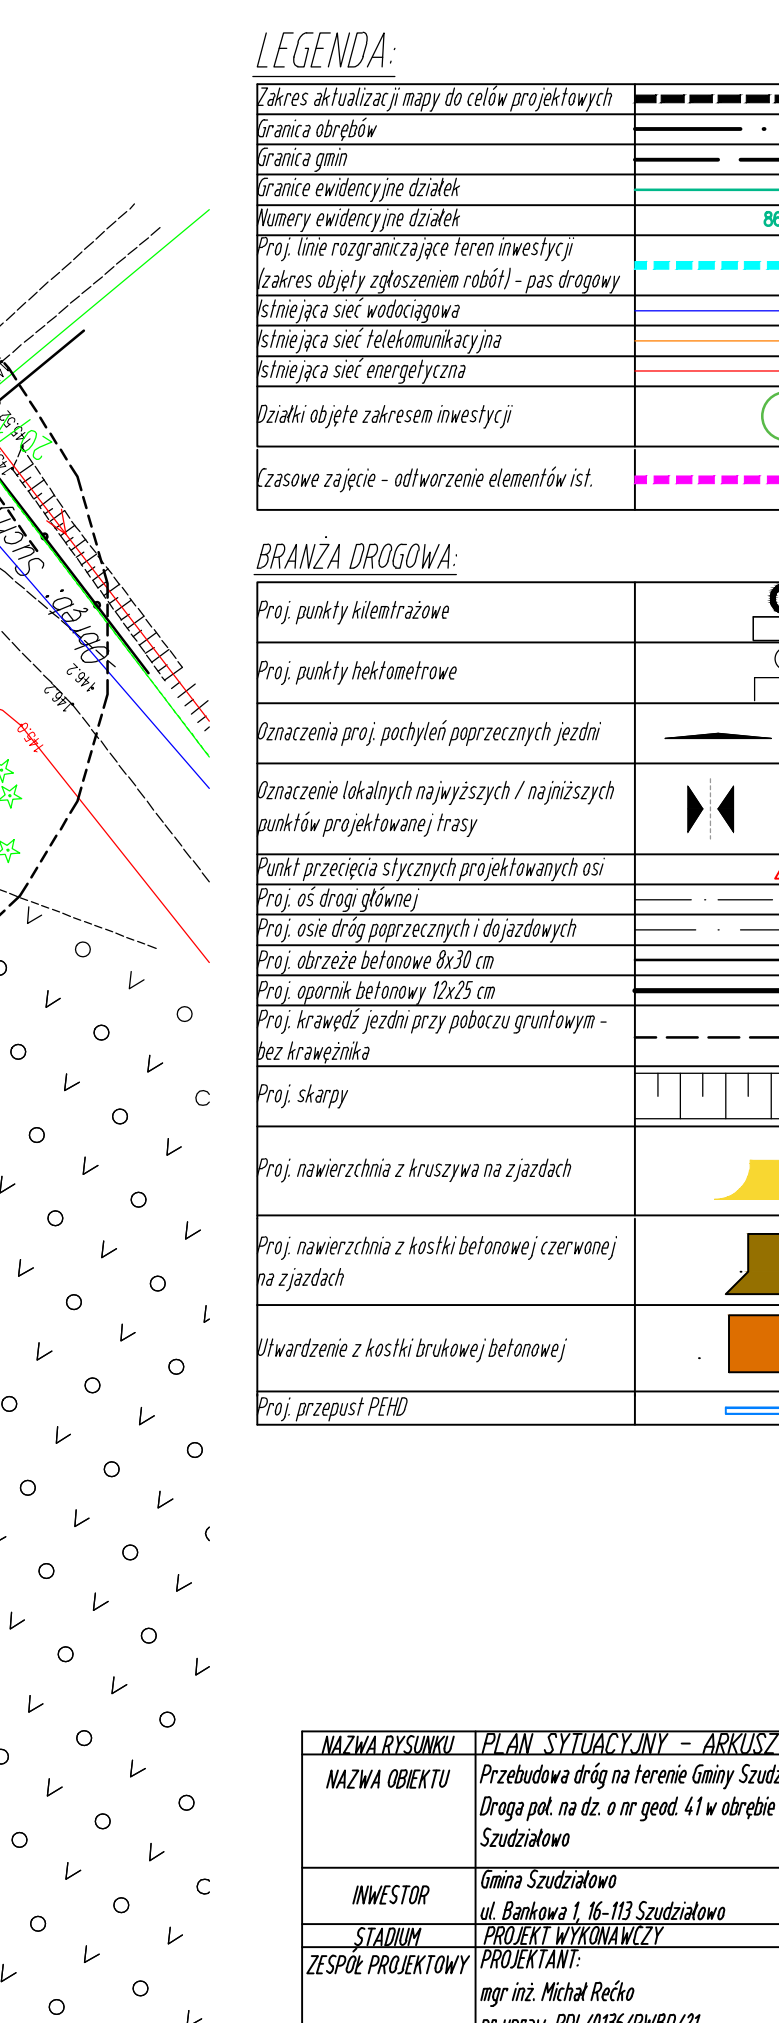 LEGENDA:
Zakres aktualizacji mapy do celów projektowych
Granica obrębów
Granica gmin
Granice ewidencyjne działek
Numery ewidencyjne działek
86
Proj. linie rozgraniczające teren inwestycji
(zakres objęty zgłoszeniem robót) - pas drogowy
Istniejąca sieć wodociągowa
Istniejąca sieć telekomunikacyjna
Istniejąca sieć energetyczna
Działki objęte zakresem inwestycji
Czasowe zajęcie - odtworzenie elementów ist.
BRANŻA DROGOWA:
Proj. punkty kilemtrażowe
Proj. punkty hektometrowe
Oznaczenia proj. pochyleń poprzecznych jezdni
Oznaczenie lokalnych najwyższych / najniższych
punktów projektowanej trasy
Punkt przecięcia stycznych projektowanych osi
Proj. oś drogi głównej
Proj. osie dróg poprzecznych i dojazdowych
Proj. obrzeże betonowe 8x30 cm
Proj. opornik betonowy 12x25 cm
Proj. krawędź jezdni przy poboczu gruntowym -
bez krawężnika
Proj. skarpy
Proj. nawierzchnia z kruszywa na zjazdach
Proj. nawierzchnia z kostki betonowej czerwonej
na zjazdach
Utwardzenie z kostki brukowej betonowej
Proj. przepust PEHD
Obręb:
146.2
146.2
145.0
NAZWA RYSUNKU
PLAN SYTUACYJNY - ARKUSZ
NAZWA OBIEKTU
Przebudowa dróg na terenie Gminy Szudz
Droga poł. na dz. o nr geod. 41 w obrębie
Szudziałowo
INWESTOR
Gmina Szudziałowo
ul. Bankowa 1, 16-113 Szudziałowo
STADIUM
PROJEKT WYKONAWCZY
ZESPÓŁ PROJEKTOWY
PROJEKTANT:
mgr inż. Michał Rećko